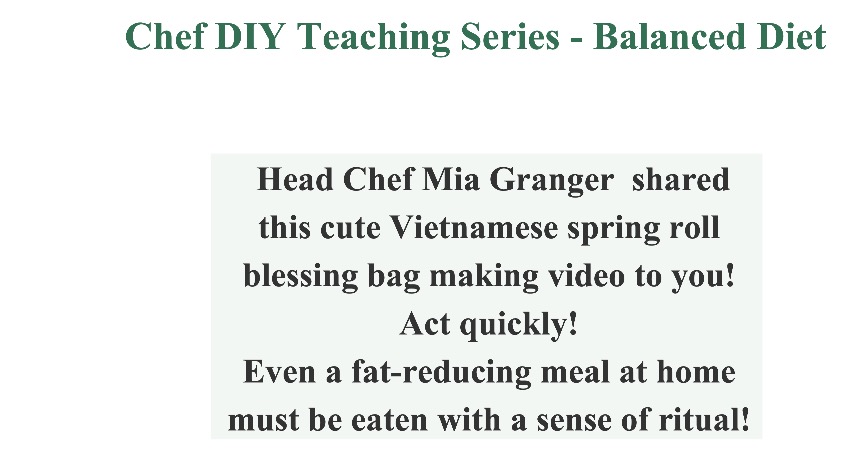 Chef DIY Teaching Series - Balanced Diet
Head Chef Mia Granger  shared
this cute Vietnamese spring roll
blessing bag making video to you!
Act quickly!
Even a fat-reducing meal at home
must be eaten with a sense of ritual!